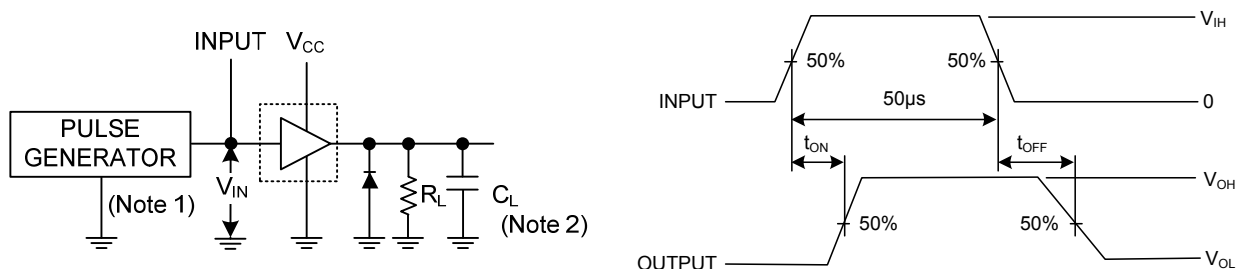 INPUT
VCC
PULSE
GENERATOR
(Note 1)
VIN
RL
CL
(Note 2)
VIH
50%
50%
INPUT
50µs
0
tON
tOFF
VOH
50%
50%
OUTPUT
VOL